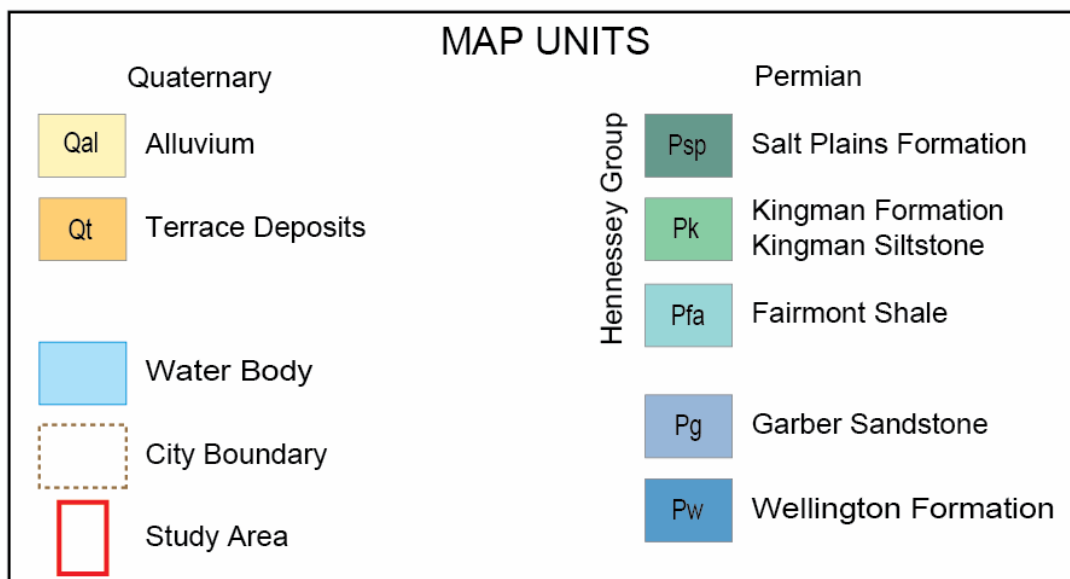 MAP UNITS
Quaternary
Qal Alluvium
Qt Terrace Deposits
Water Body
City Boundary
Study Area
Permian
Hennessey Group
Psp Salt Plains Formation
Pk Kingman Formation
Kingman Siltstone
Pfa Fairmont Shale
Pg Garber Sandstone
Pw Wellington Formation